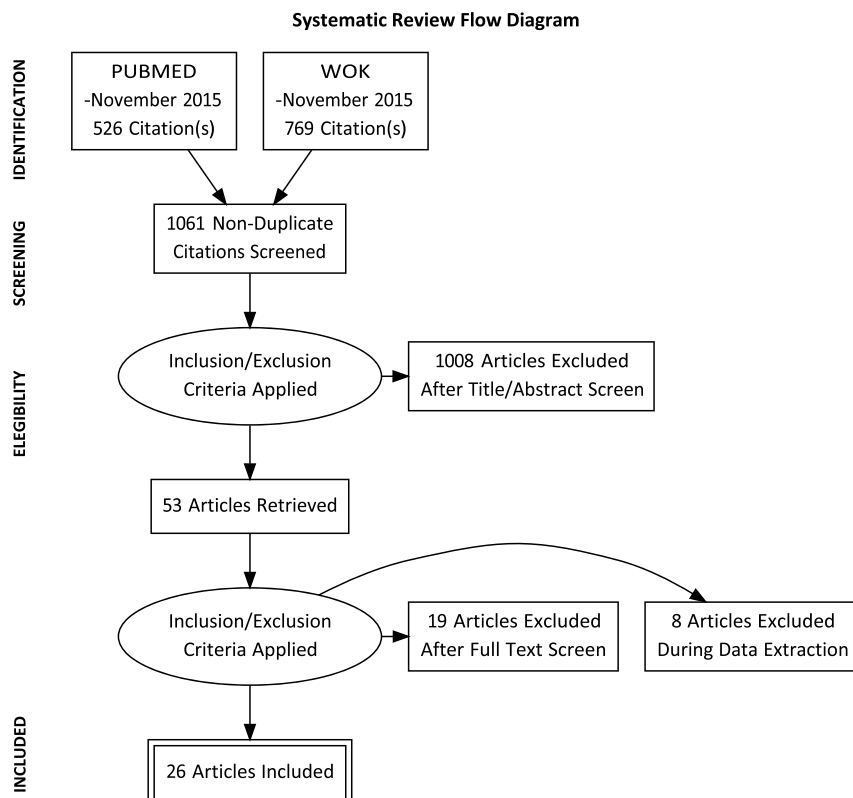 Systematic Review Flow Diagram
IDENTIFICATION
PUBMED
-November 2015
526 Citation(s)
WOK
-November 2015
769 Citation(s)
SCREENING
1061 Non-Duplicate
Citations Screened
ELEGIBILITY
Inclusion/Exclusion
Criteria Applied
1008 Articles Excluded
After Title/Abstract Screen
53 Articles Retrieved
Inclusion/Exclusion
Criteria Applied
19 Articles Excluded
After Full Text Screen
8 Articles Excluded
During Data Extraction
INCLUDED
26 Articles Included